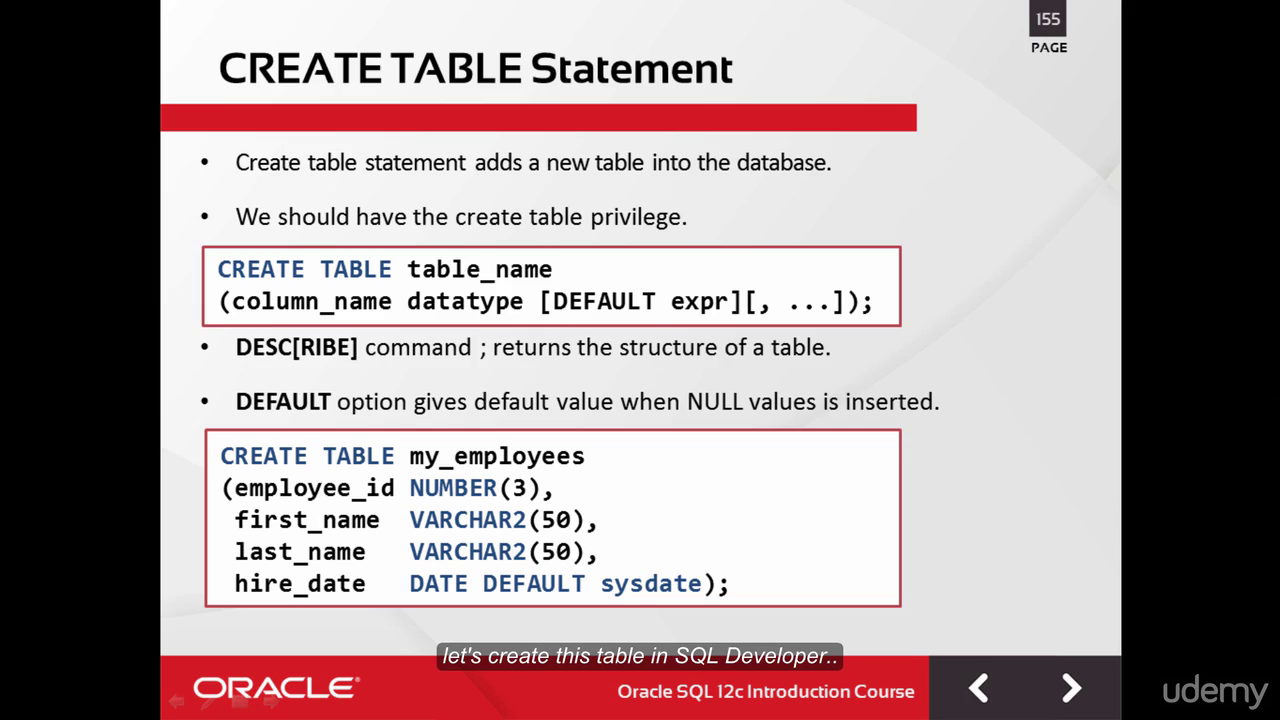 155
PAGE
CREATE TABLE Statement
• Create table statement adds a new table into the database.
• We should have the create table privilege.
CREATE TABLE table_name
(column_name datatype [DEFAULT expr][, ...]);
• DESC[RIBE] command ; returns the structure of a table.
• DEFAULT option gives default value when NULL values is inserted.
CREATE TABLE my_employees
(employee_id NUMBER(3),
first_name VARCHAR2(50),
last_name VARCHAR2(50),
hire_date DATE DEFAULT sysdate);
let's create this table in SQL Developer..
ORACLE®
Oracle SQL 12c Introduction Course
udemy